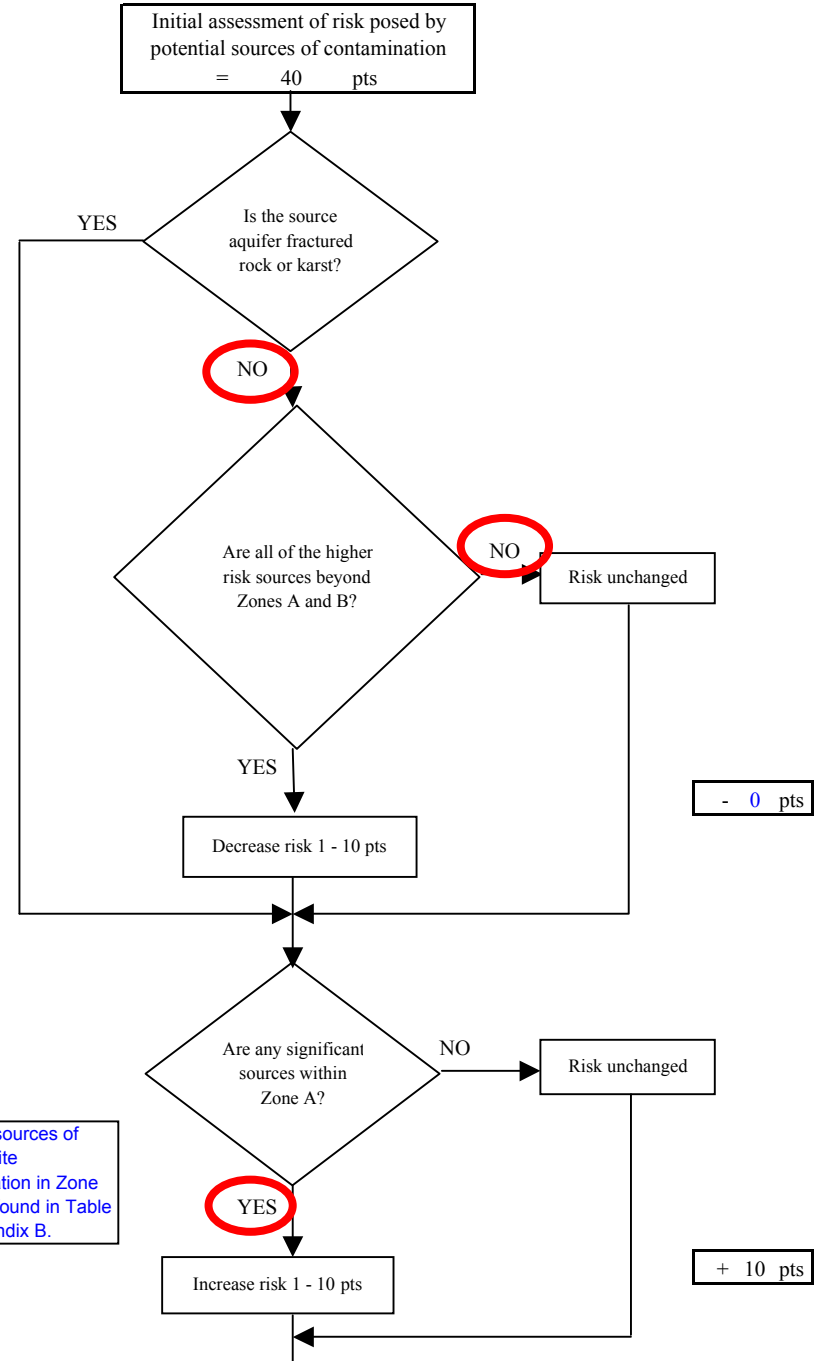 Initial assessment of risk posed by
potential sources of contamination
= 40 pts
YES
Is the source
aquifer fractured
rock or karst?
NO
Are all of the higher
risk sources beyond
Zones A and B?
NO
Risk unchanged
YES
- 0 pts
Decrease risk 1 - 10 pts
Are any significant
sources within
Zone A?
NO
Risk unchanged
sources of
ite
ation in Zone
ound in Table
ndix B.
YES
Increase risk 1 - 10 pts
+ 10 pts